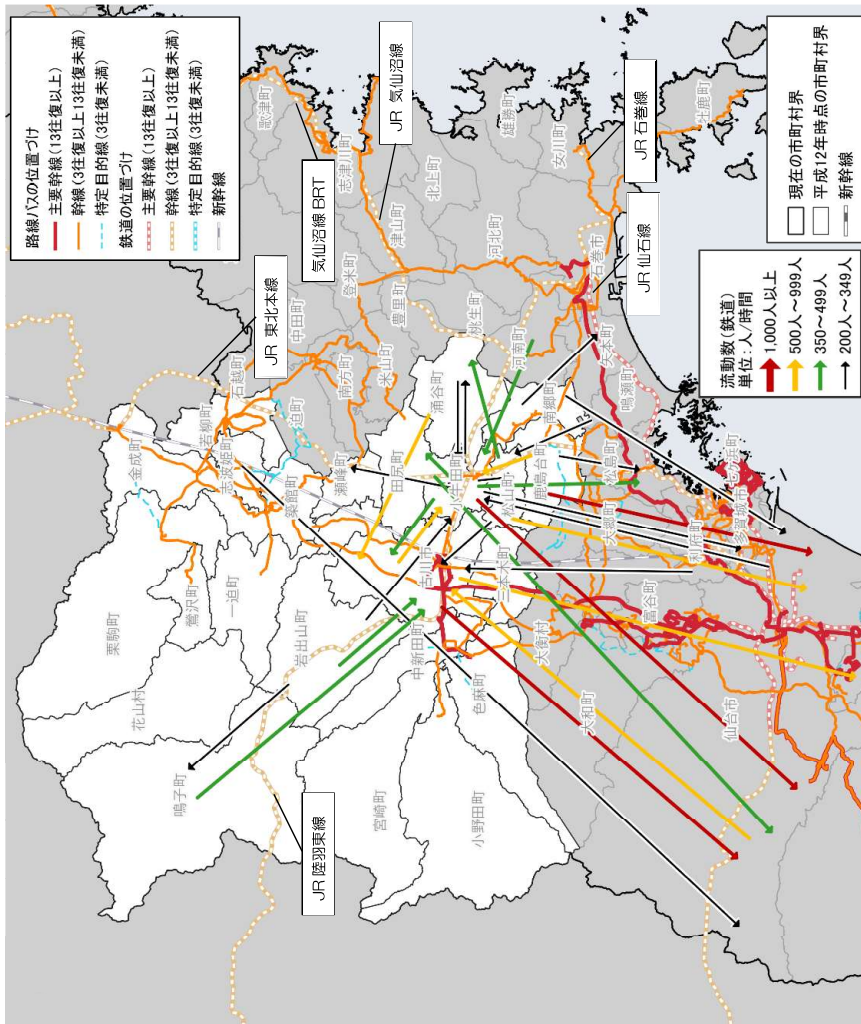 路線バスの位置づけ
主要幹線(13往復以上)
幹線(3往復以上13往復未満)
特定目的線(3往復未満)
鉄道の位置づけ
主要幹線(13往復以上)
幹線(3往復以上13往復未満)
特定目的線(3往復未満)
新幹線
JR 東北本線
気仙沼線BRT
JR 気仙沼線
JR 石巻線
JR 仙石線
JR 陸羽東線
流動数(鉄道)
単位:人/時間
1,000人以上
500人～999人
350～499人
200人～349人
現在の市町村界
平成12年時点の市町村界
新幹線
歌津町
志津川町
津山町
北上町
雄勝町
女川町
牡鹿町
河北町
石巻市
登米町
中田町
豊里町
桃生町
河南町
矢本町
鳴瀬町
石越町
迫町
南方町
米山町
涌谷町
南郷町
若柳町
金成町
志波姫町
築館町
瀬峰町
田尻町
小牛田町
松山町
鹿島台町
松島町
七ヶ浜町
多賀城市
利府町
大郷町
栗駒町
鶯沢町
一迫町
花山村
岩出山町
古川市
三本木町
中新田町
大衡村
富谷町
色麻町
大和町
仙台市
鳴子町
宮崎町
小野田町